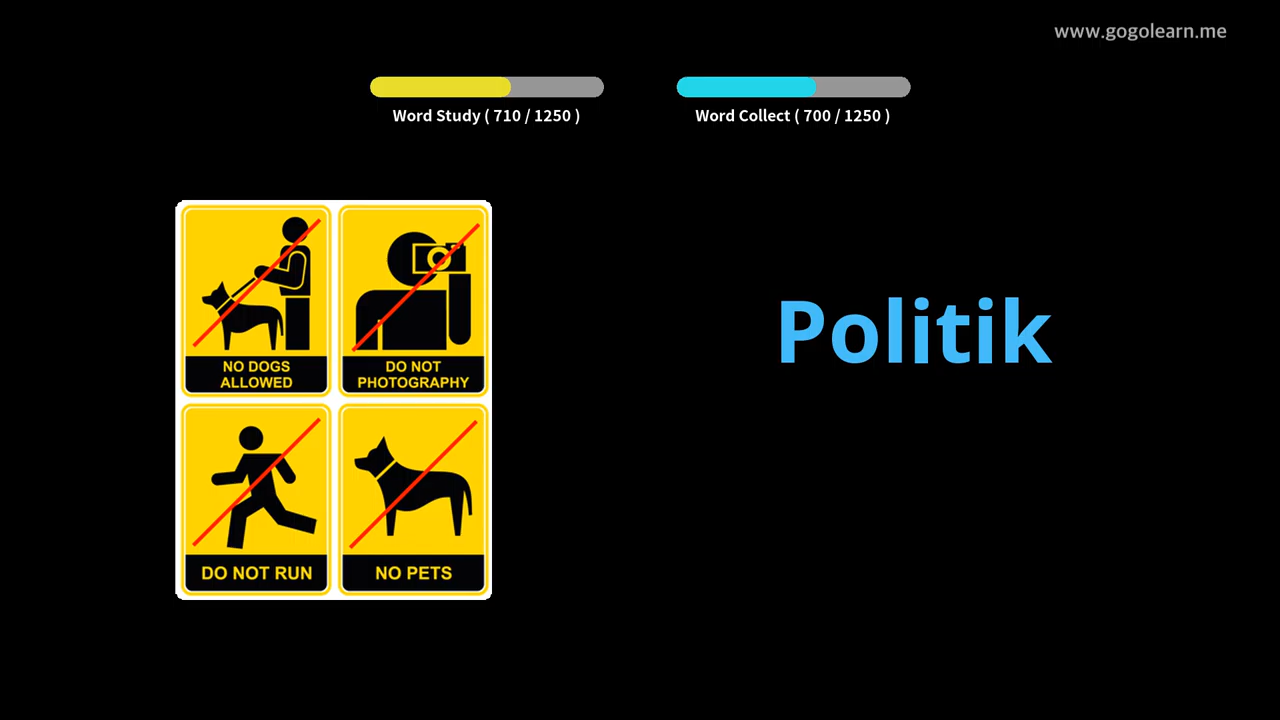 www.gogolearn.me
Word Study ( 710 / 1250 )
Word Collect ( 700 / 1250 )
NO DOGS
ALLOWED
DO NOT
PHOTOGRAPHY
DO NOT RUN
NO PETS
Politik